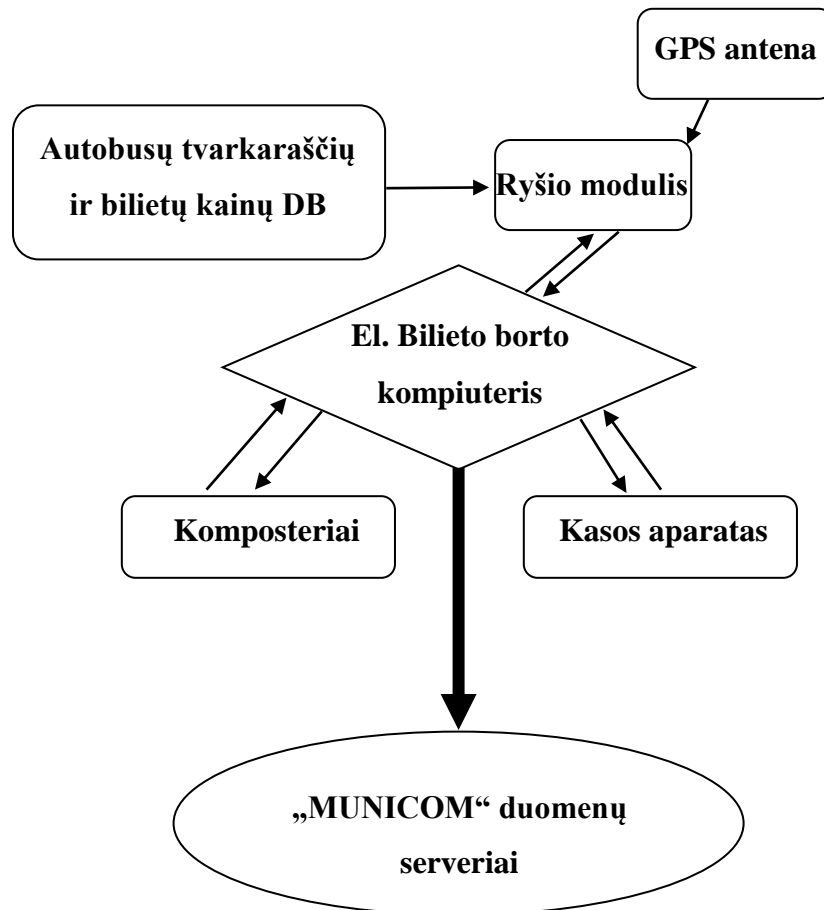 GPS antena
Autobusų tvarkaraščių
ir bilietų kainų DB
Ryšio modulis
El. Bilieto borto
kompiuteris
Komposteriai
Kasos aparatas
„MUNICOM“ duomenų
serveriai